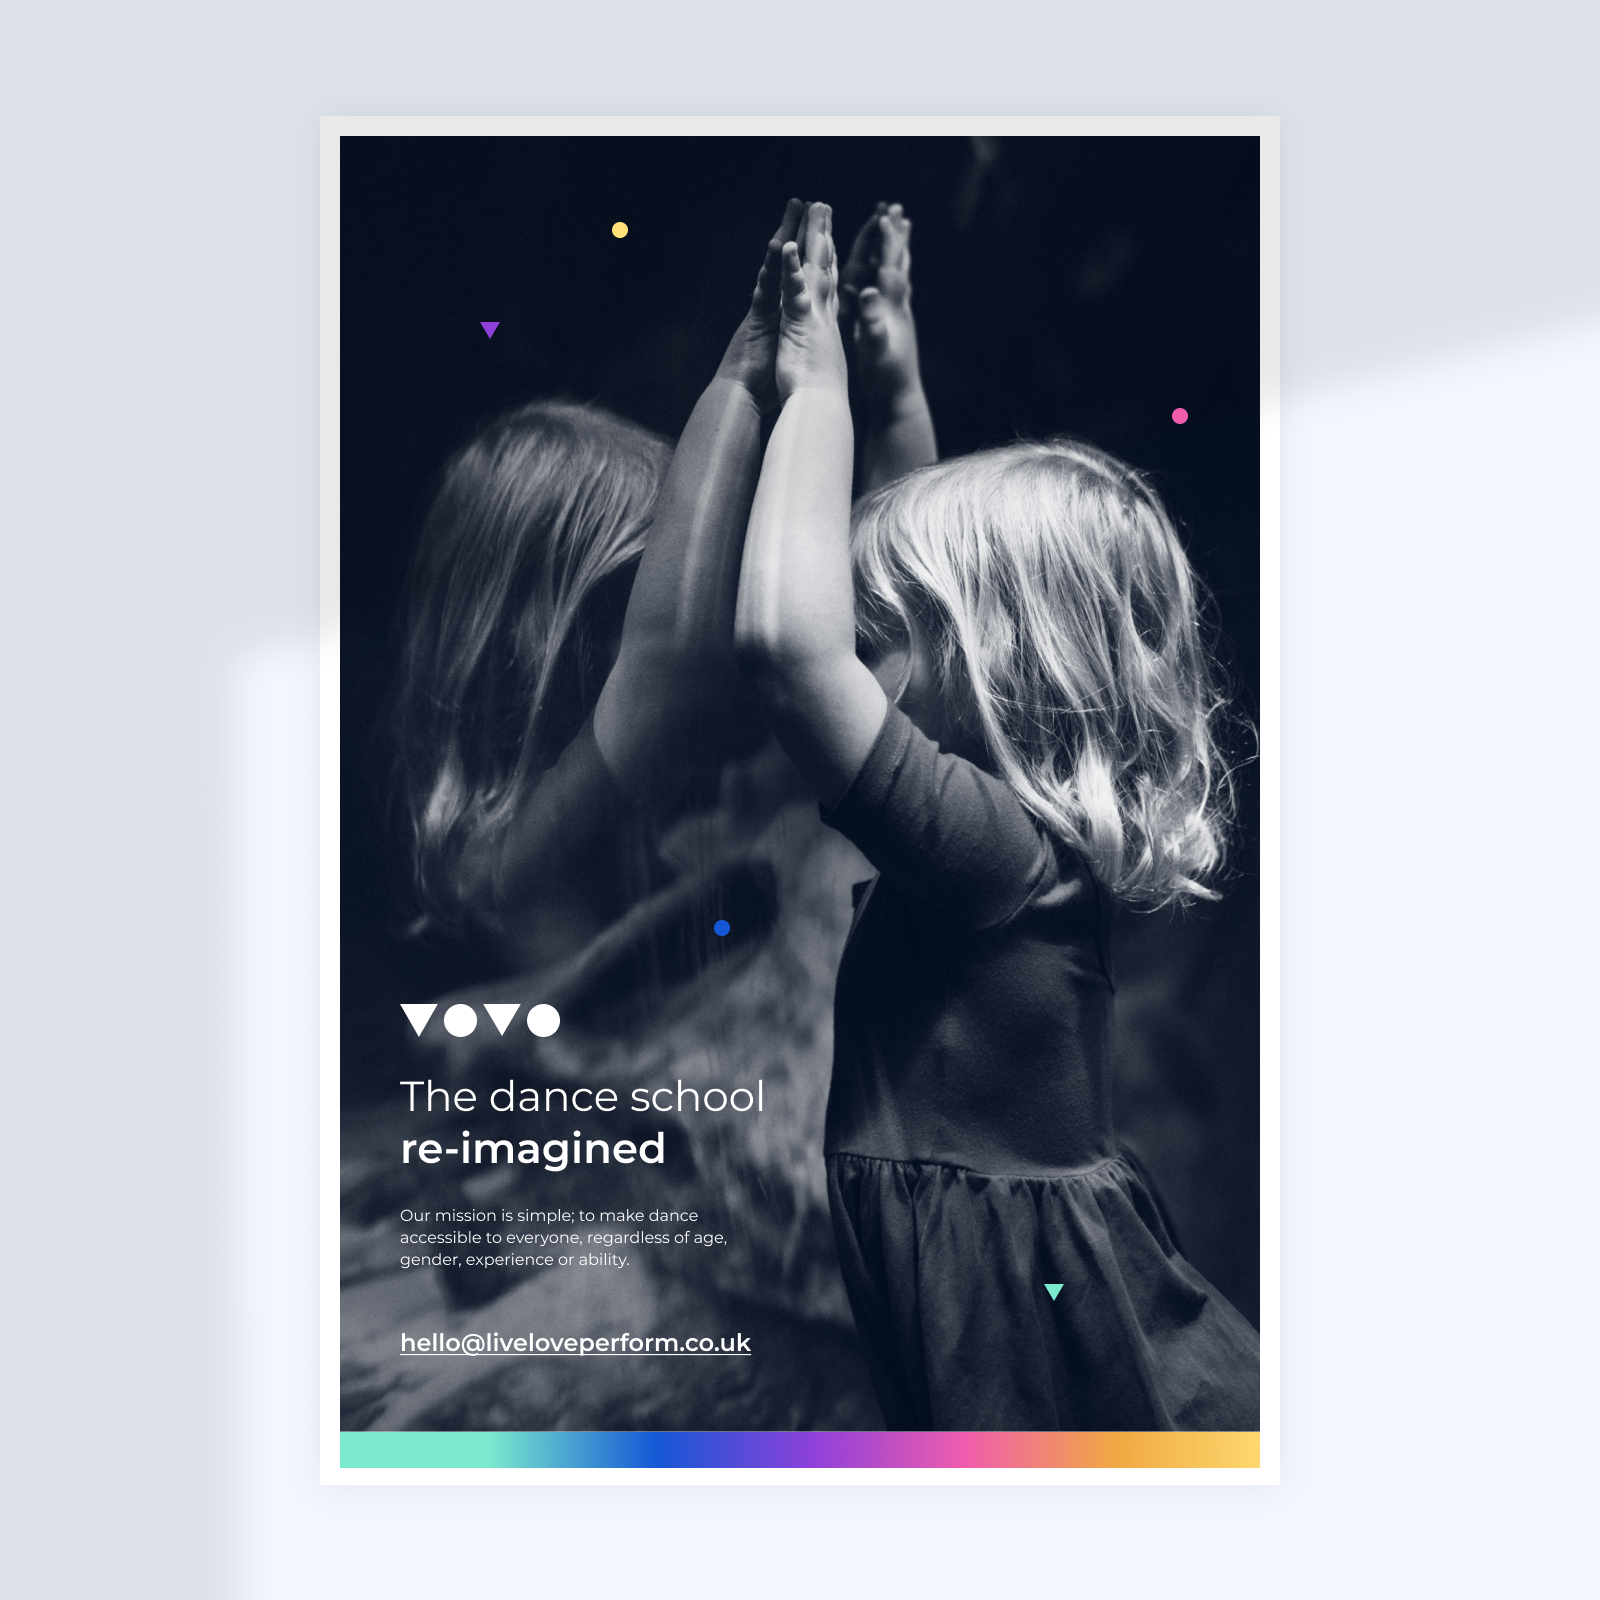 VOVO
The dance school
re-imagined
Our mission is simple; to make dance
accessible to everyone, regardless of age,
gender, experience or ability.
hello@liveloveperform.co.uk